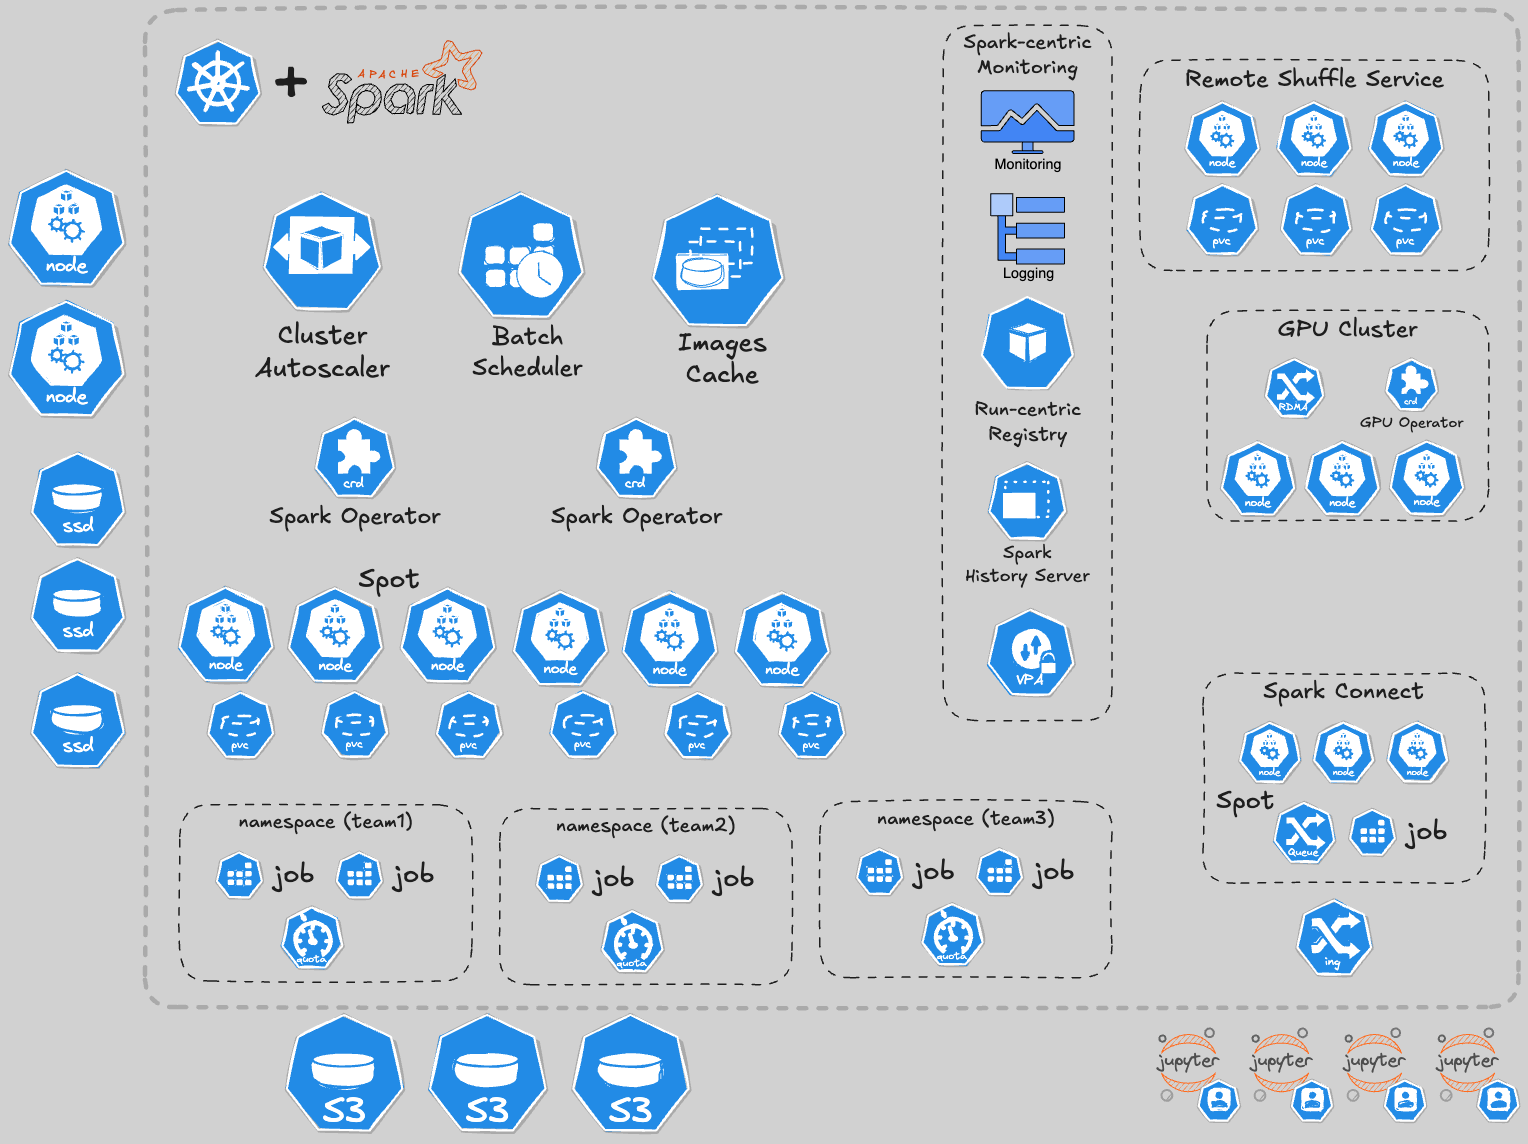 APACHE
Spark
node
node
ssd
ssd
ssd
Cluster
Autoscaler
Batch
Scheduler
Images
Cache
crd
Spark Operator
crd
Spark Operator
Spot
node
node
node
node
node
node
pvc
pvc
pvc
pvc
pvc
pvc
namespace (team1)
job
job
quota
namespace (team2)
job
job
quota
namespace (team3)
job
job
quota
Spark-centric
Monitoring
Monitoring
Logging
Run-centric
Registry
Spark
History Server
VPA
Remote Shuffle Service
node
node
node
pvc
pvc
pvc
GPU Cluster
RDMA
crd
GPU Operator
node
node
node
Spark Connect
node
node
node
Spot
Queue
job
ing
S3
S3
S3
jupyter
jupyter
jupyter
jupyter